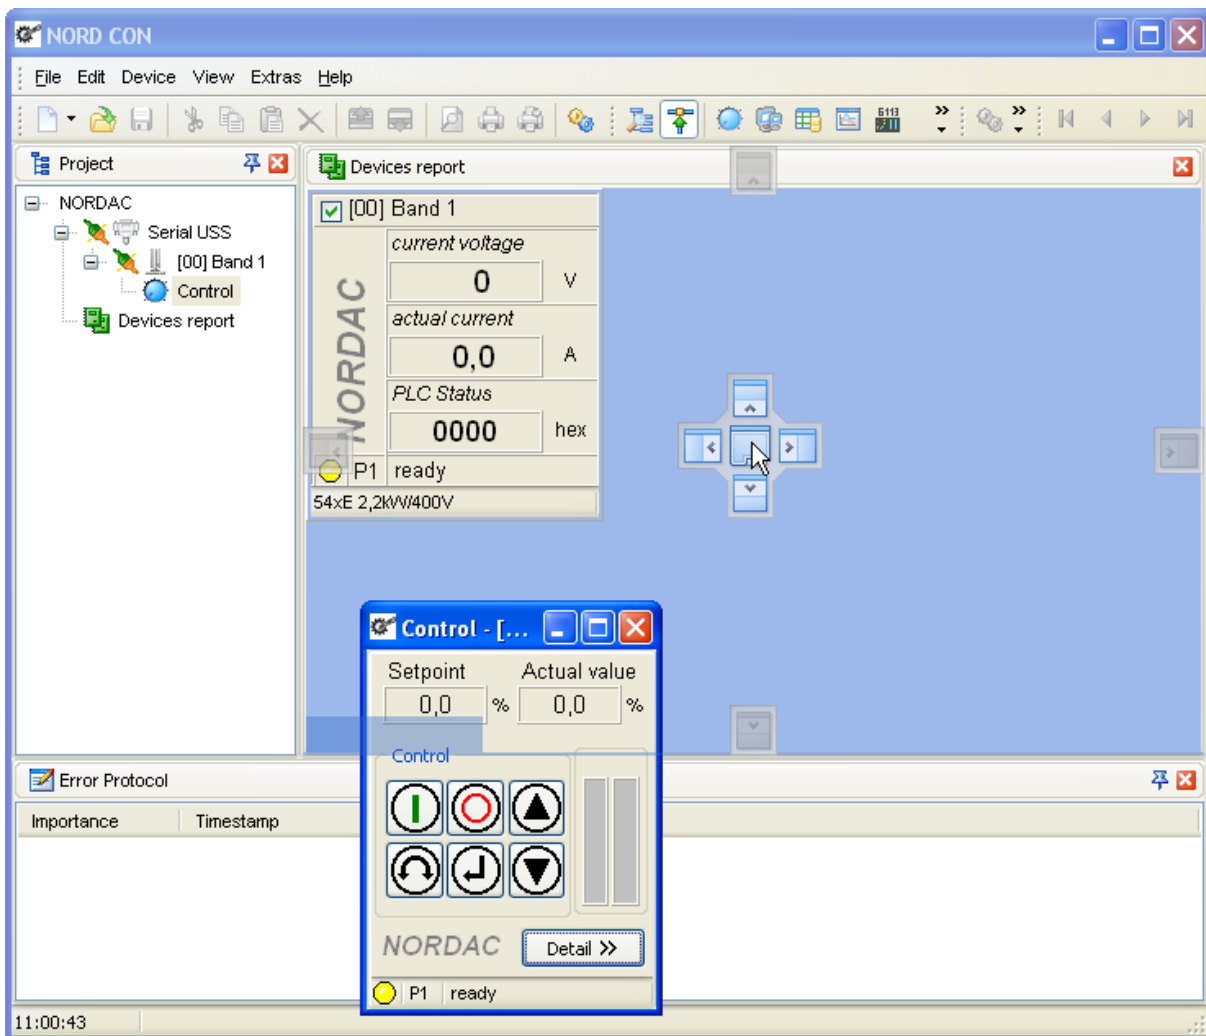 NORD CON
File Edit Device View Extras Help
Project
Devices report
NORDAC
Serial USS
[00] Band 1
Control
Devices report
[00] Band 1
NORDAC
current voltage
0 V
actual current
0,0 A
PLC Status
0000 hex
P1 ready
54xE 2,2kW/400V
Control - [...
Setpoint Actual value
0,0 % 0,0 %
Control
NORDAC Detail >>
P1 ready
Error Protocol
Importance Timestamp
11:00:43